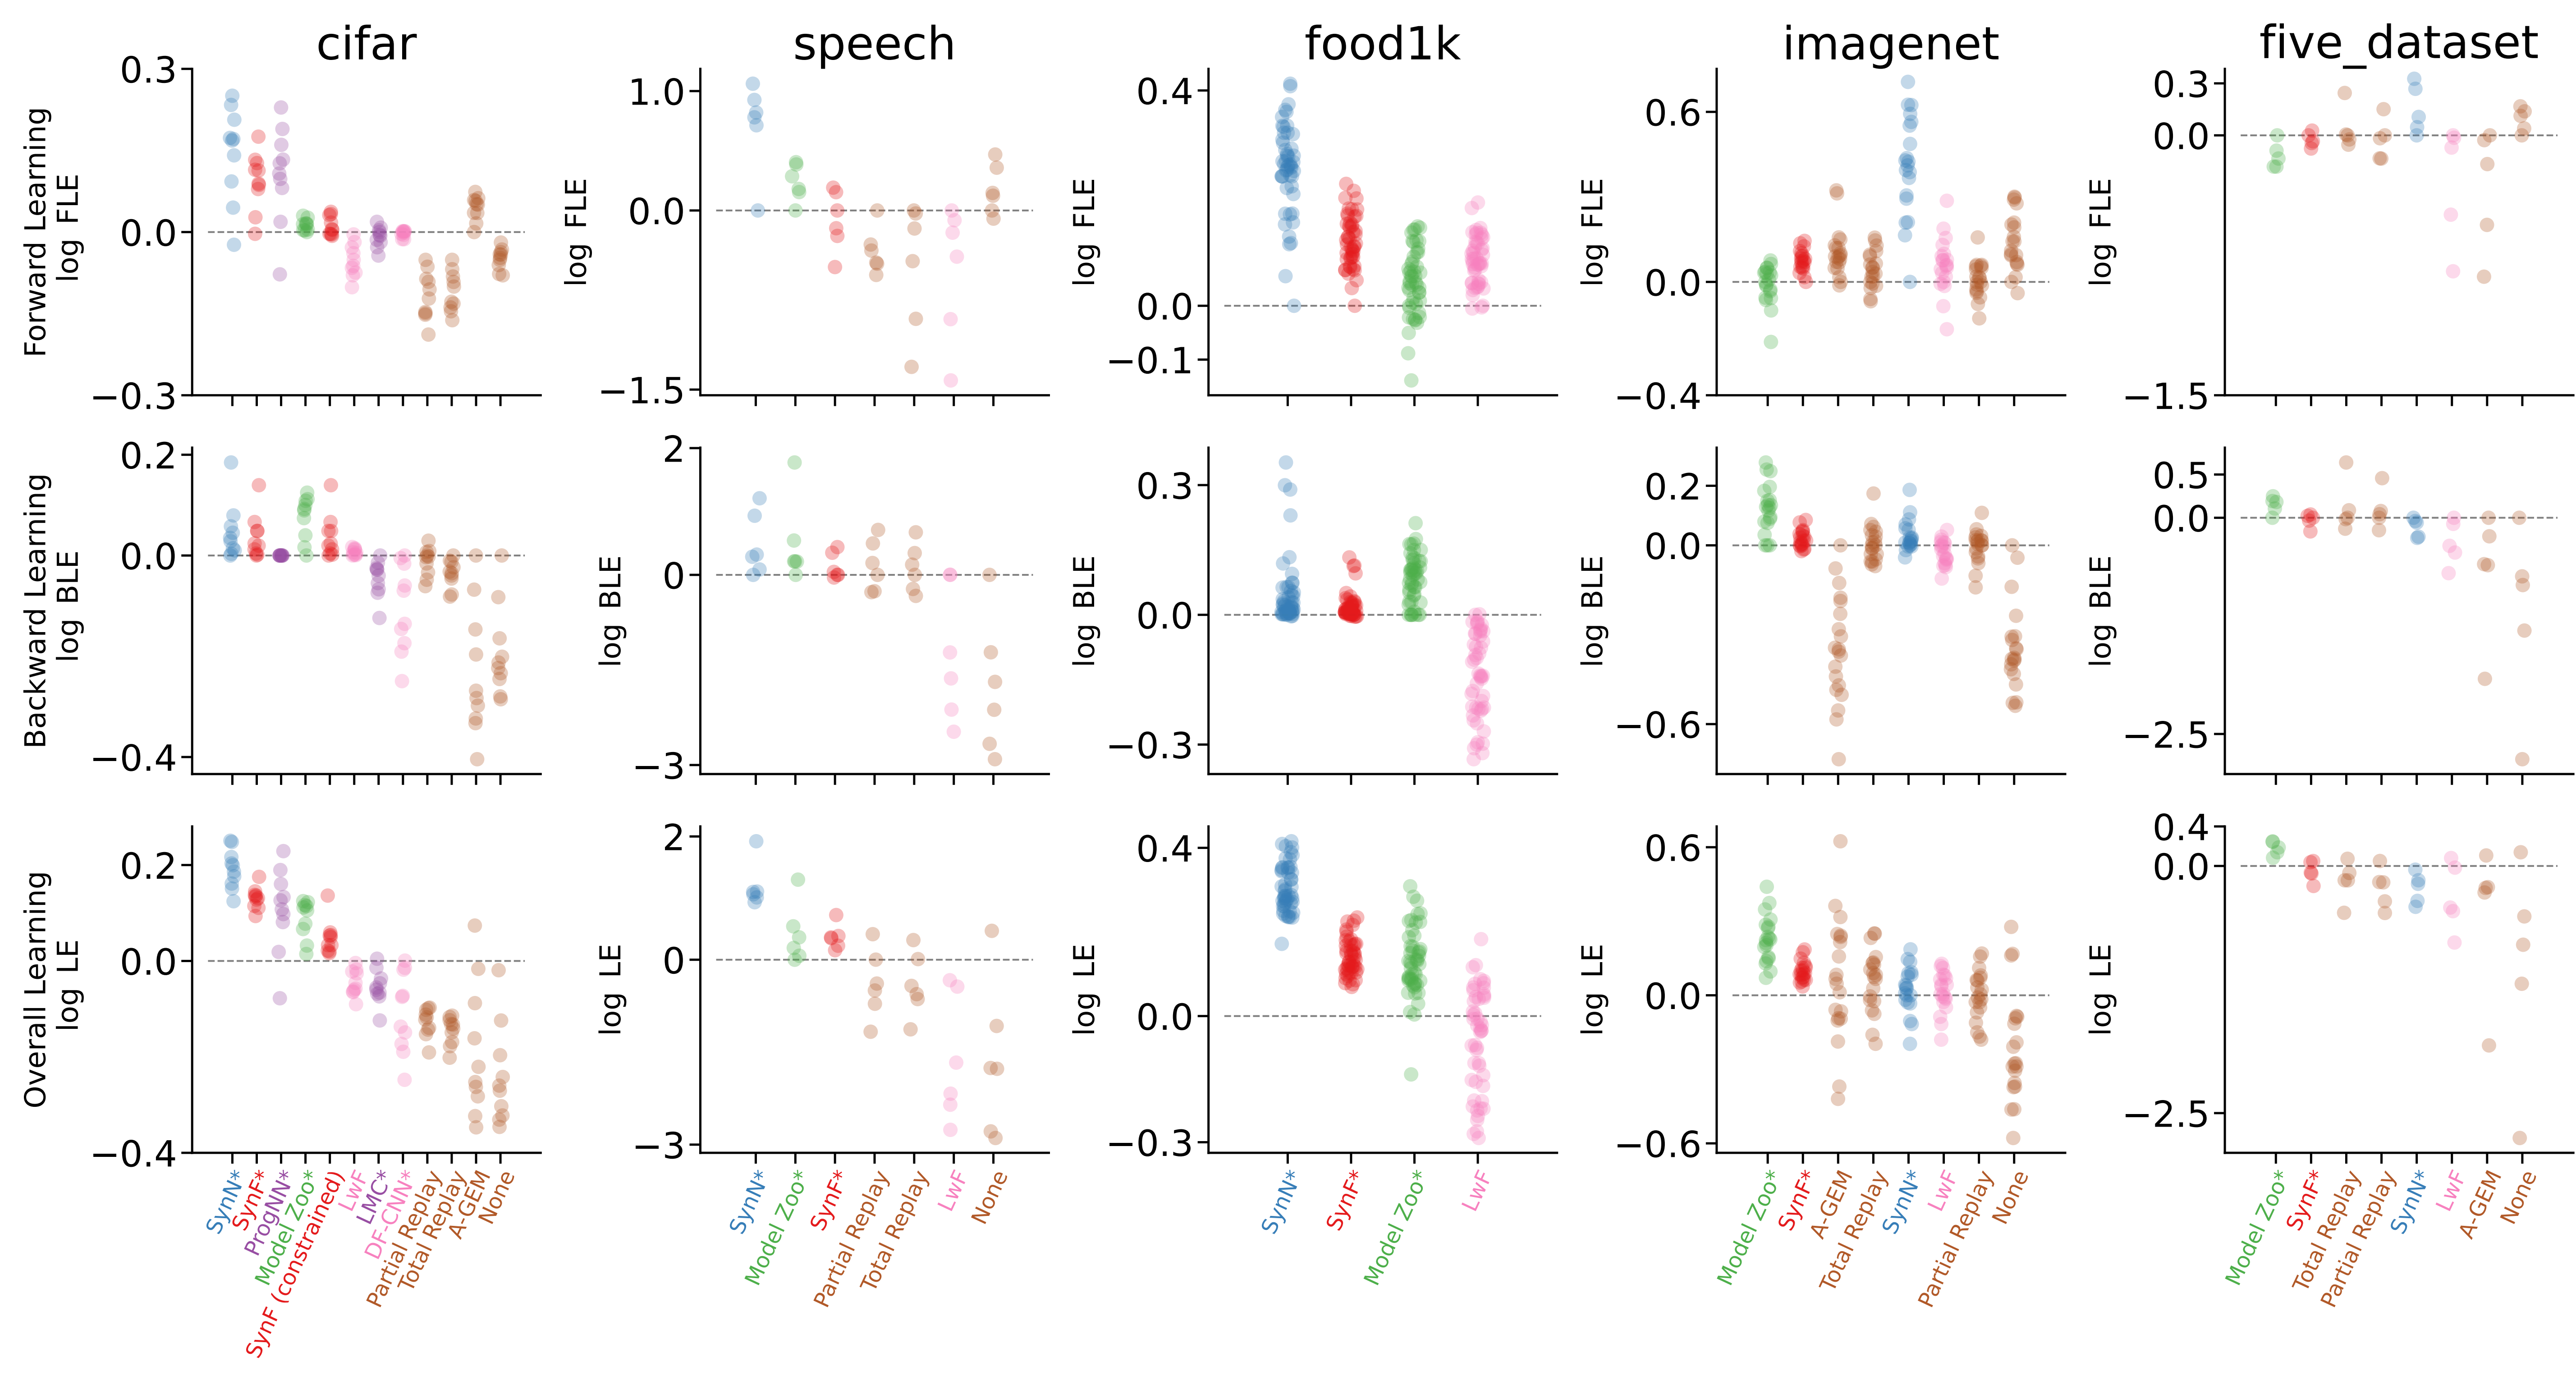 cifar
speech
food1k
imagenet
five_dataset
Forward Learning
log FLE
0.3
0.0
−0.3
log FLE
1.0
0.0
−1.5
log FLE
0.4
0.0
−0.1
log FLE
0.6
0.0
−0.4
log FLE
0.3
0.0
−1.5
Backward Learning
log BLE
0.2
0.0
−0.4
log BLE
2
0
−3
log BLE
0.3
0.0
−0.3
log BLE
0.2
0.0
−0.6
log BLE
0.5
0.0
−2.5
Overall Learning
log LE
0.2
0.0
−0.4
log LE
2
0
−3
log LE
0.4
0.0
−0.3
log LE
0.6
0.0
−0.6
log LE
0.4
0.0
−2.5
SynN*
SynF*
ProgNN*
Model Zoo*
SynF (constrained)
LwF
LMC*
DF-CNN*
Partial Replay
Total Replay
A-GEM
None
SynN*
Model Zoo*
SynF*
Partial Replay
Total Replay
LwF
None
SynN*
SynF*
Model Zoo*
LwF
Model Zoo*
SynF*
A-GEM
Total Replay
SynN*
LwF
Partial Replay
None
Model Zoo*
SynF*
Total Replay
Partial Replay
SynN*
LwF
A-GEM
None